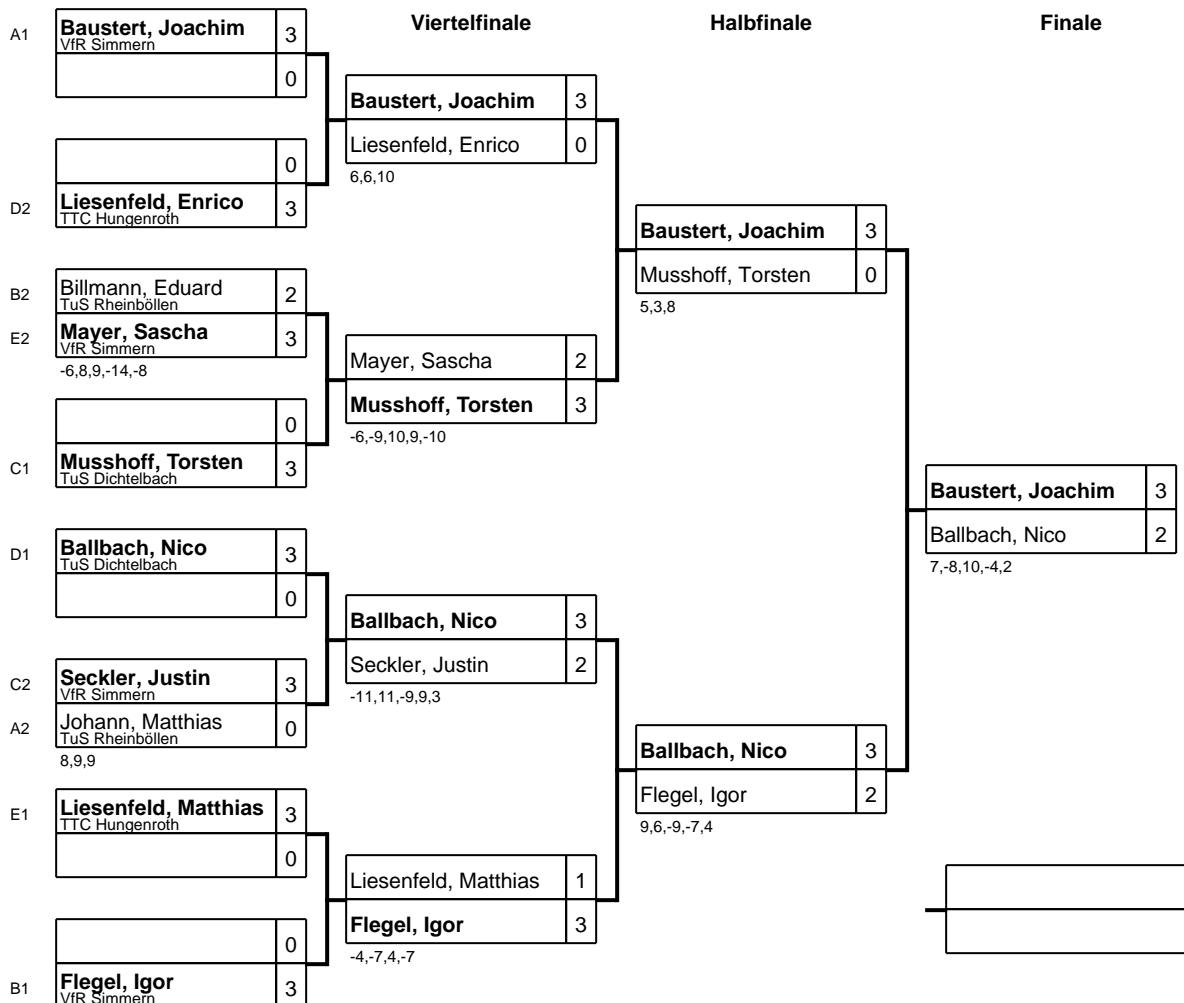 Viertelfinale
Halbfinale
Finale
A1
Baustert, Joachim
VfR Simmern
3
0
0
D2
Liesenfeld, Enrico
TTC Hungenroth
3
B2
Billmann, Eduard
TuS Rheinböllen
2
E2
Mayer, Sascha
VfR Simmern
3
-6,8,9,-14,-8
0
C1
Musshoff, Torsten
TuS Dichtelbach
3
D1
Ballbach, Nico
TuS Dichtelbach
3
0
C2
Seckler, Justin
VfR Simmern
3
A2
Johann, Matthias
TuS Rheinböllen
0
8,9,9
E1
Liesenfeld, Matthias
TTC Hungenroth
3
0
0
B1
Flegel, Igor
VfR Simmern
3
Baustert, Joachim 3
Liesenfeld, Enrico 0
6,6,10
Mayer, Sascha 2
Musshoff, Torsten 3
-6,-9,10,9,-10
Ballbach, Nico 3
Seckler, Justin 2
-11,11,-9,9,3
Liesenfeld, Matthias 1
Flegel, Igor 3
-4,-7,4,-7
Baustert, Joachim 3
Musshoff, Torsten 0
5,3,8
Ballbach, Nico 3
Flegel, Igor 2
9,6,-9,-7,4
Baustert, Joachim 3
Ballbach, Nico 2
7,-8,10,-4,2